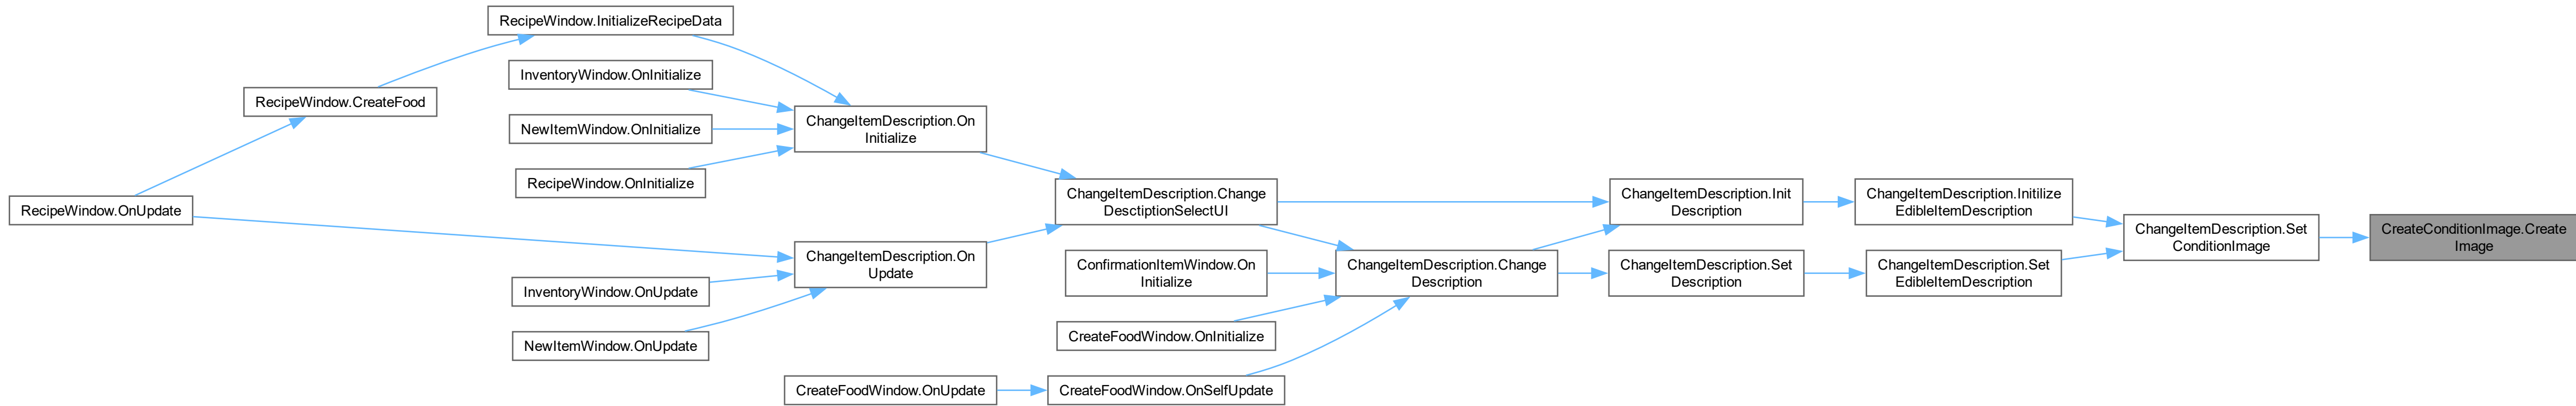 RecipeWindow.InitializeRecipeData
InventoryWindow.OnInitialize
RecipeWindow.CreateFood
ChangeItemDescription.On
Initialize
NewItemWindow.OnInitialize
RecipeWindow.OnInitialize
RecipeWindow.OnUpdate
ChangeItemDescription.Change
DesctiptionSelectUI
ChangeItemDescription.Init
Description
ChangeItemDescription.Initilize
EdibleItemDescription
ChangeItemDescription.Set
ConditionImage
CreateConditionImage.Create
Image
ChangeItemDescription.On
Update
ConfirmationItemWindow.On
Initialize
ChangeItemDescription.Change
Description
ChangeItemDescription.Set
Description
ChangeItemDescription.Set
EdibleItemDescription
InventoryWindow.OnUpdate
CreateFoodWindow.OnInitialize
NewItemWindow.OnUpdate
CreateFoodWindow.OnUpdate
CreateFoodWindow.OnSelfUpdate